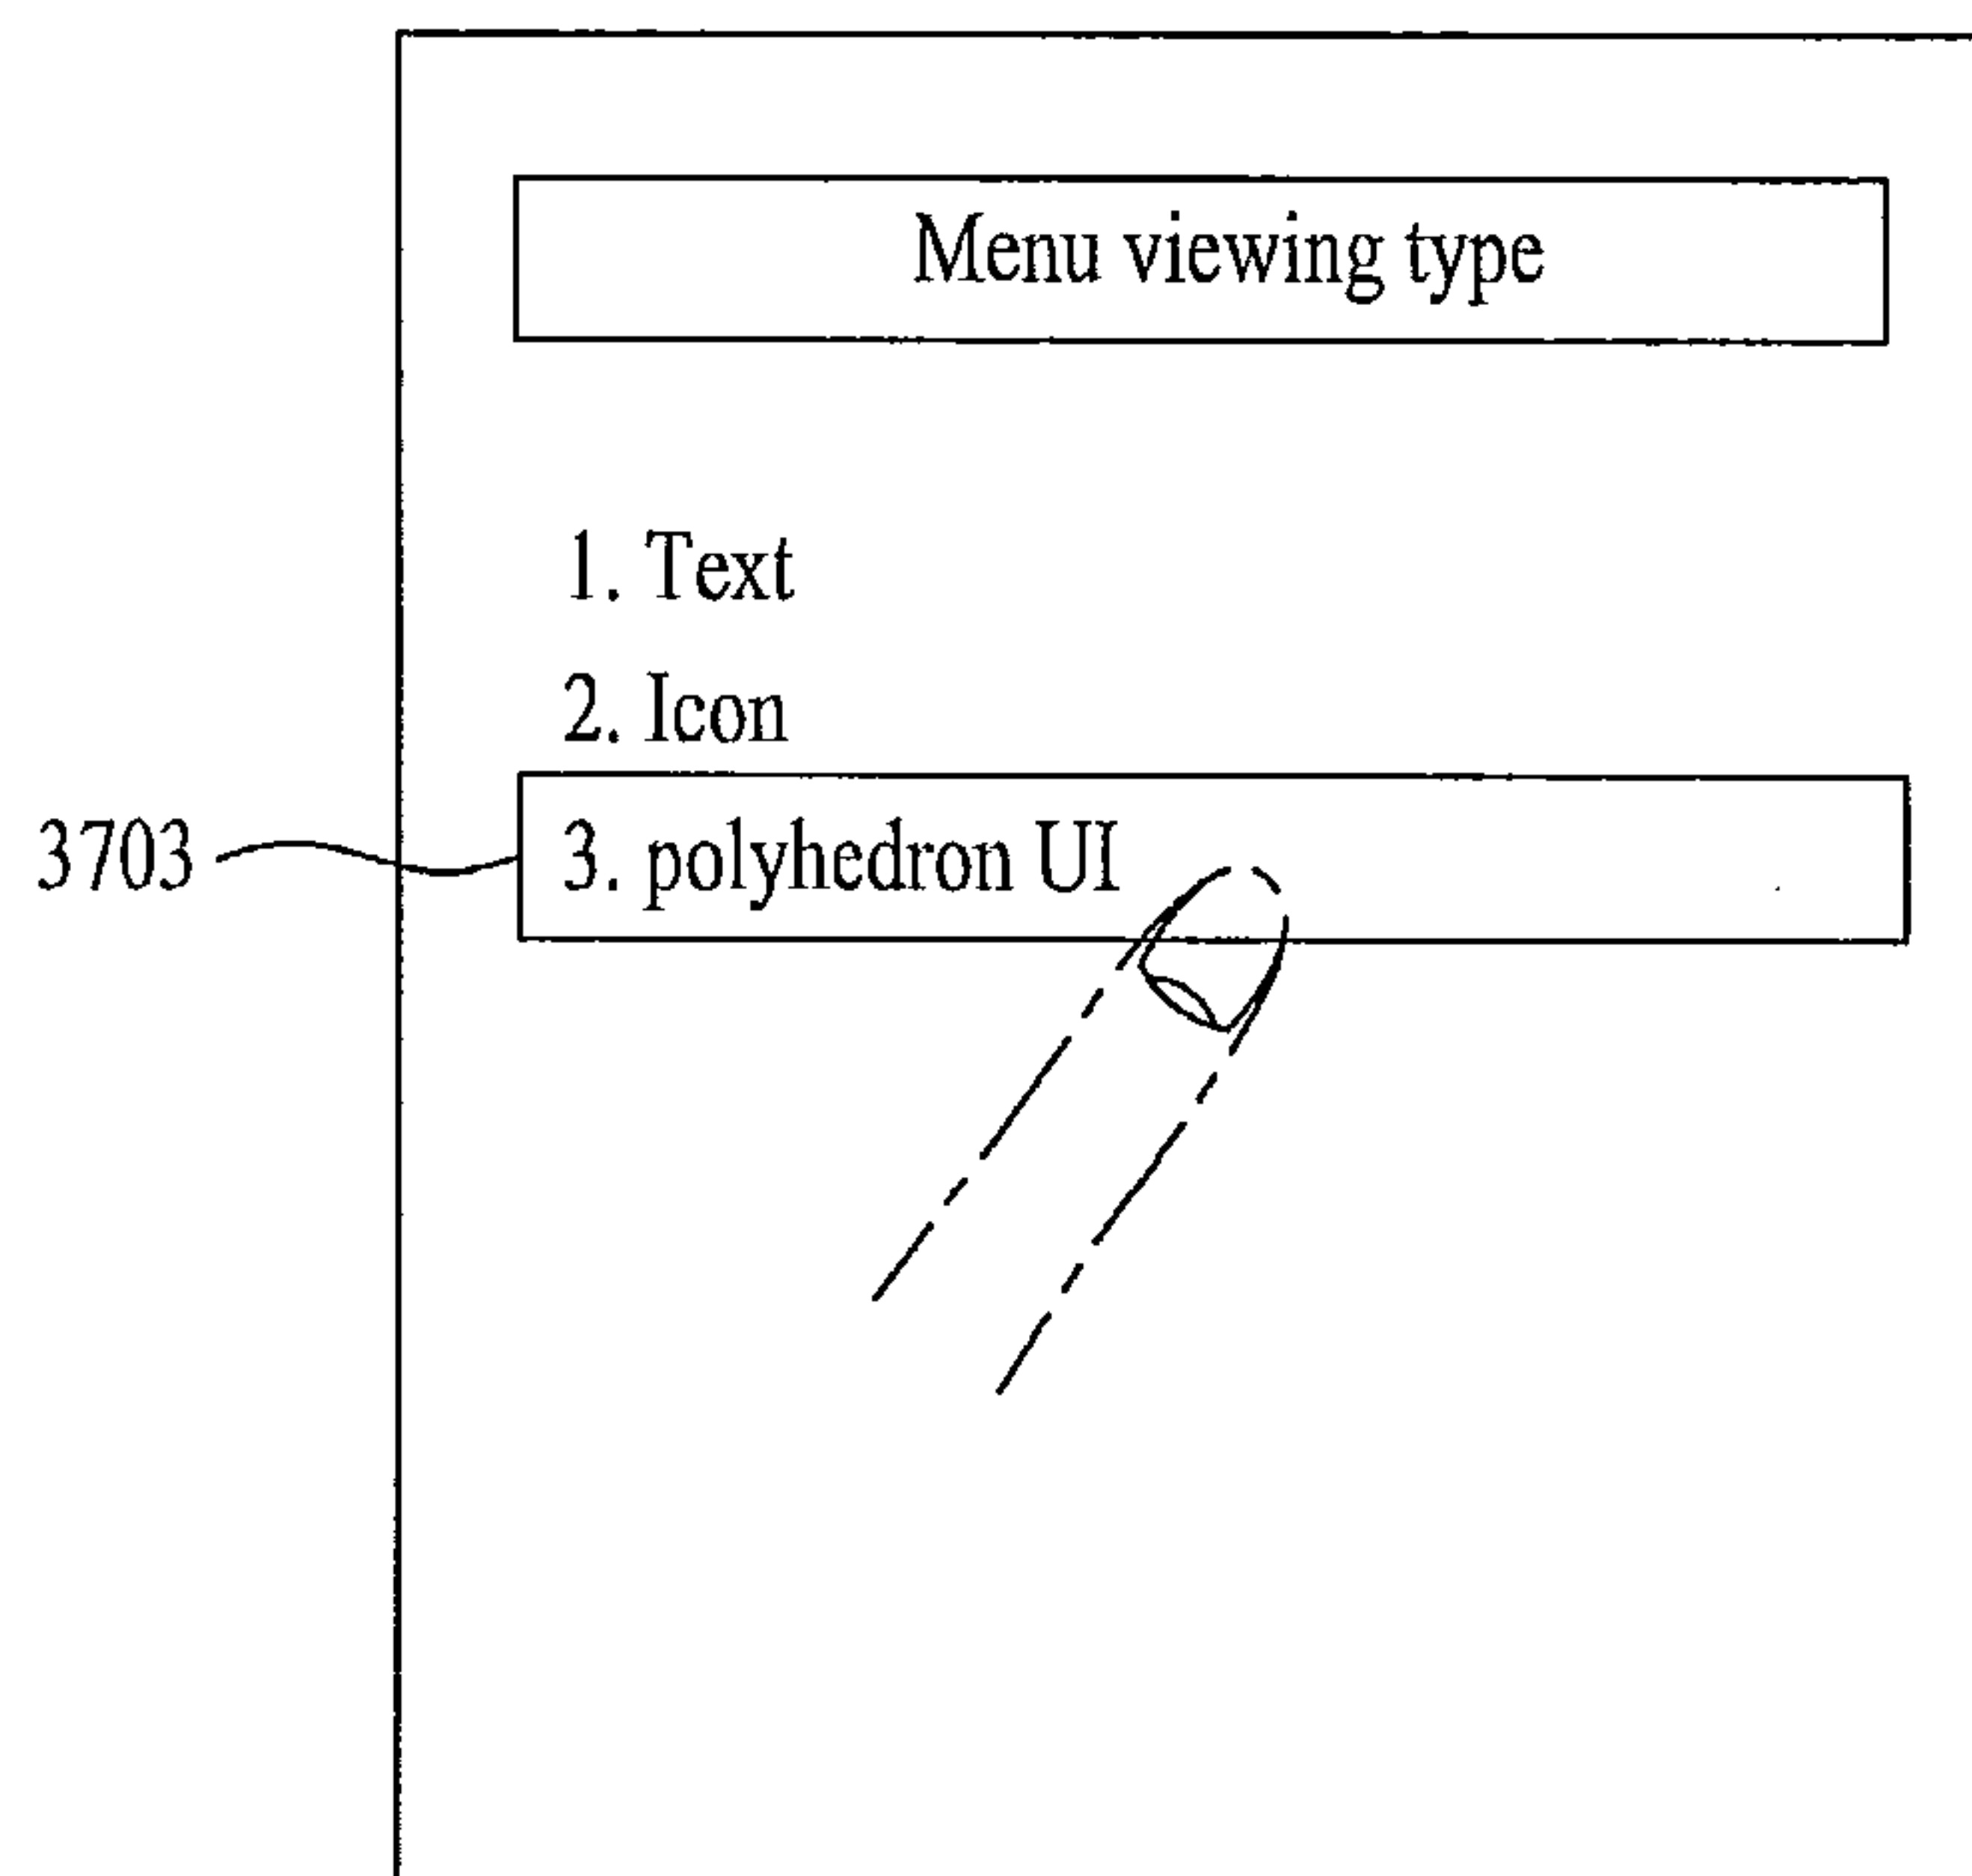 Menu viewing type
1. Text
2. Icon
3703
3. polyhedron UI